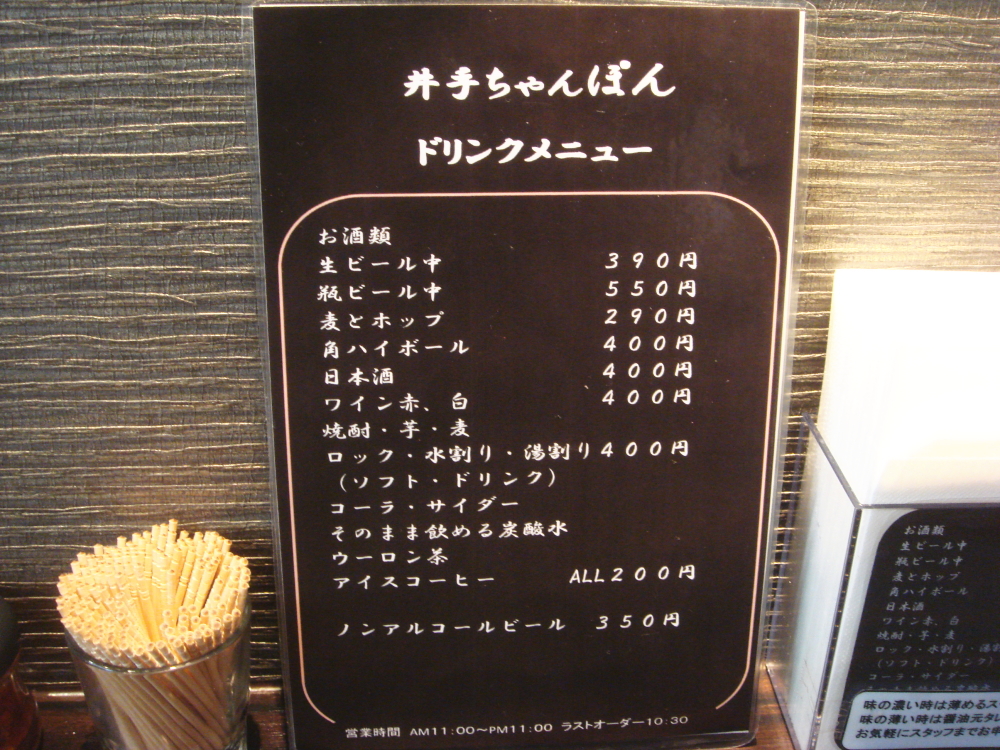 井手ちゃんぽん
ドリンクメニュー
お酒類
生ビール中 390円
瓶ビール中 550円
麦とホップ 290円
角ハイボール 400円
日本酒 400円
ワイン赤、白 400円
焼酎・芋・麦
ロック・水割り・湯割り400円
(ソフト・ドリンク)
コーラ・サイダー
そのまま飲める炭酸水
ウーロン茶
アイスコーヒー ALL200円
ノンアルコールビール 350円
営業時間 AM11:00〜PM11:00 ラストオーダー10:30
お酒類
生ビール中
瓶ビール中
麦とホップ
角ハイボール
日本酒
ワイン赤、白
焼酎・芋・麦
ロック・水割り・湯割
(ソフト・ドリンク)
コーラ・サイダー
味の濃い時は薄めるス
味の薄い時は醤油元タレ
お気軽にスタッフまでお